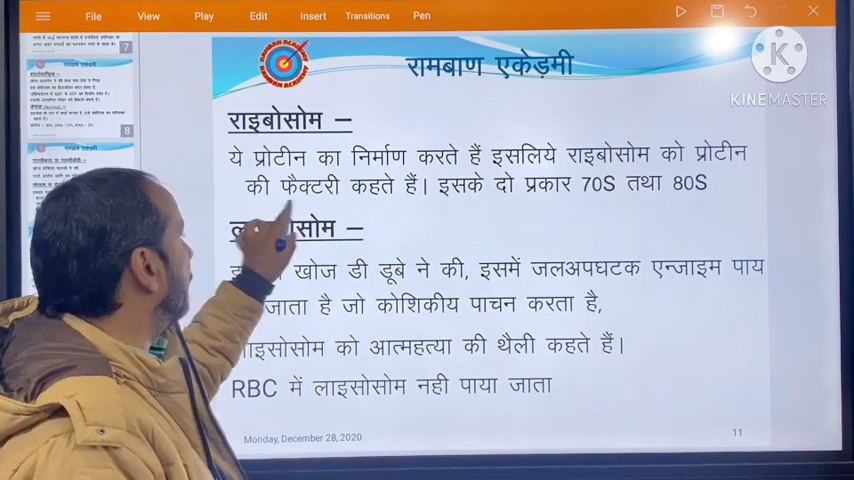 File View Play Edit Insert Transitions Pen
KINEMASTER
रामबाण एकेड़मी
राइबोसोम –
ये प्रोटीन का निर्माण करते हैं इसलिये राइबोसोम को प्रोटीन
की फैक्टरी कहते हैं। इसके दो प्रकार 70S तथा 80S
सोम –
खोज डी डूबे ने की, इसमें जलअपघटक एन्जाइम पाय
जाता है जो कोशिकीय पाचन करता है,
लाइसोसोम को आत्महत्या की थैली कहते हैं।
RBC में लाइसोसोम नही पाया जाता
Monday, December 28, 2020
11
7
8